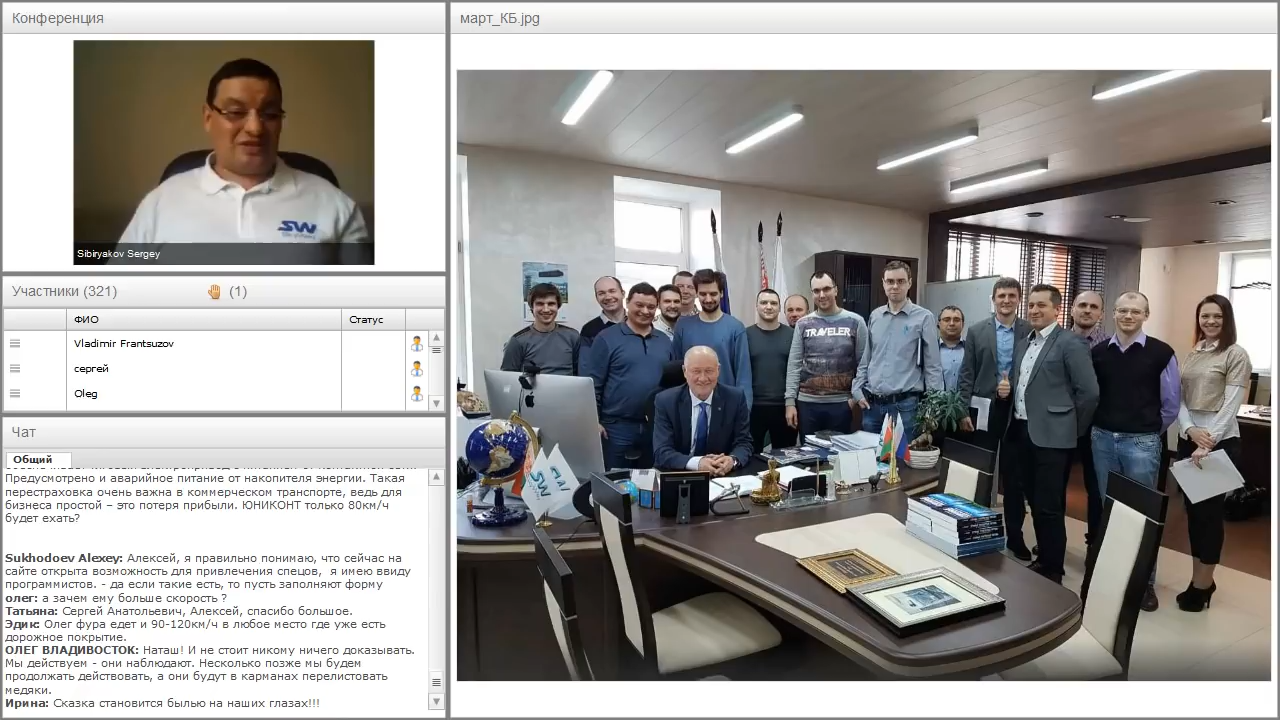 Конференция
Sibiryakov Sergey
Участники (321)
(1)
ФИО
Статус
Vladimir Frantsuzov
сергей
Oleg
Чат
Общий
Предусмотрено и аварийное питание от накопителя энергии. Такая
перестраховка очень важна в коммерческом транспорте, ведь для
бизнеса простой – это потеря прибыли. ЮНИКОНТ только 80км/ч
будет ехать?
Sukhodoev Alexey: Алексей, я правильно понимаю, что сейчас на
сайте открыта возможность для привлечения спецов, я имею ввиду
программистов. - да если такие есть, то пусть заполняют форму
олег: а зачем ему больше скорость ?
Татьяна: Сергей Анатольевич, Алексей, спасибо большое.
Эдик: Олег фура едет и 90-120км/ч в любое место где уже есть
дорожное покрытие.
ОЛЕГ ВЛАДИВОСТОК: Наташ! И не стоит никому ничего доказывать.
Мы действуем - они наблюдают. Несколько позже мы будем
продолжать действовать, а они будут в карманах перелистовать
медяки.
Ирина: Сказка становится былью на наших глазах!!!
март_КБ.jpg
SW
TRAVELER
SW